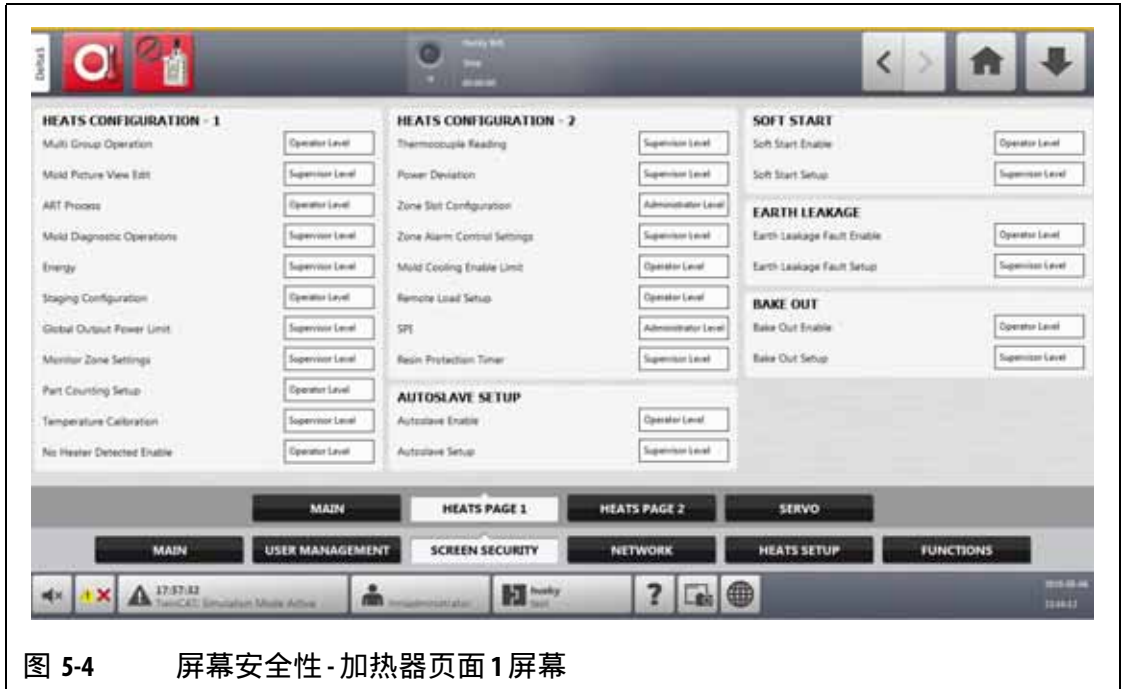 Delta5
HEATS CONFIGURATION - 1
Multi Group Operation Operator Level
Mold Picture View Edit Supervisor Level
ART Process Operator Level
Mold Diagnostic Operations Supervisor Level
Energy Supervisor Level
Staging Configuration Operator Level
Global Output Power Limit Supervisor Level
Monitor Zone Settings Supervisor Level
Part Counting Setup Operator Level
Temperature Calibration Supervisor Level
No Heater Detected Enable Operator Level
HEATS CONFIGURATION - 2
Thermocouple Reading Supervisor Level
Power Deviation Supervisor Level
Zone Slot Configuration Administrator Level
Zone Alarm Control Settings Supervisor Level
Mold Cooling Enable Limit Operator Level
Remote Load Setup Operator Level
SPI Administrator Level
Resin Protection Timer Supervisor Level
AUTOSLAVE SETUP
Autoslave Enable Operator Level
Autoslave Setup Supervisor Level
SOFT START
Soft Start Enable Operator Level
Soft Start Setup Supervisor Level
EARTH LEAKAGE
Earth Leakage Fault Enable Operator Level
Earth Leakage Fault Setup Supervisor Level
BAKE OUT
Bake Out Enable Operator Level
Bake Out Setup Supervisor Level
MAIN HEATS PAGE 1 HEATS PAGE 2 SERVO
MAIN USER MANAGEMENT SCREEN SECURITY NETWORK HEATS SETUP FUNCTIONS
17:57:32
TwinCAT: Simulation Mode Active
husky
test
图 5-4 屏幕安全性 - 加热器页面 1 屏幕